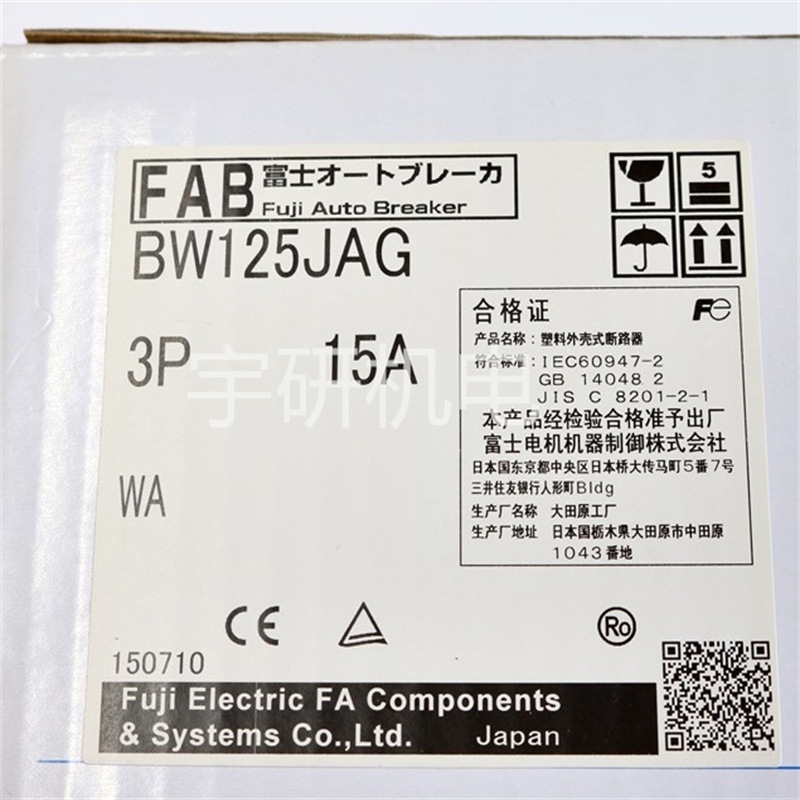 FAB 富士オートブレーカ
Fuji Auto Breaker
5
BW125JAG
3P 15A
WA
合格证 Fe
产品名称：塑料外壳式断路器
符合标准：IEC60947-2
GB 14048.2
JIS C 8201-2-1
本产品经检验合格准予出厂
富士电机机器制御株式会社
日本国东京都中央区日本桥大传马町5番7号
三井住友银行人形町Bldg
生产厂名称 大田原工厂
生产厂地址 日本国栃木県大田原市中田原
1043番地
宇研机电
CE
Ro
150710
Fuji Electric FA Components
& Systems Co.,Ltd. Japan